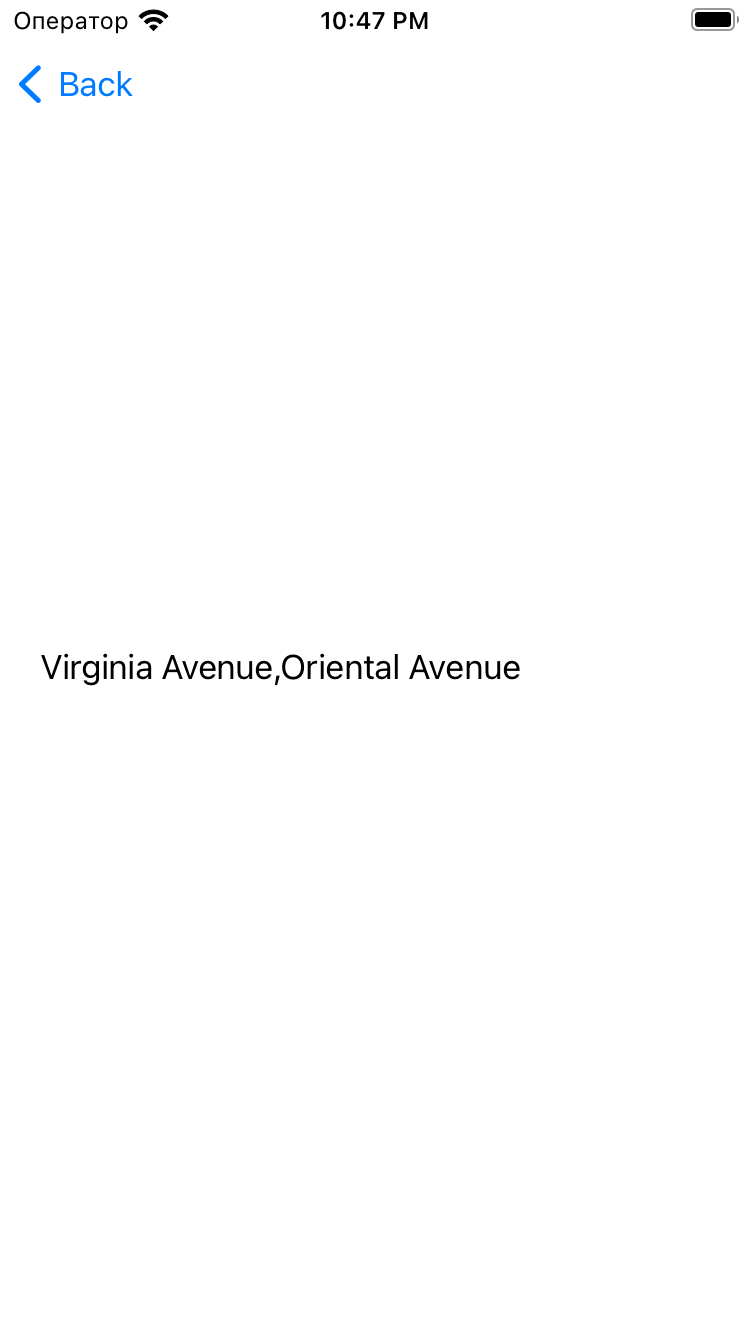 Оператор 10:47 PM
Back
Virginia Avenue,Oriental Avenue